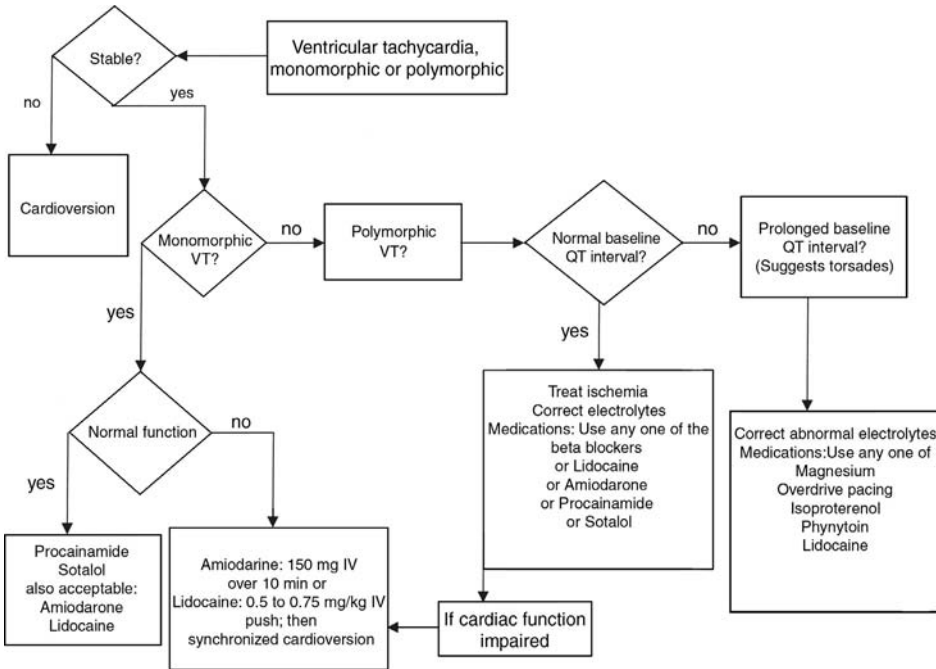 Stable?
Ventricular tachycardia,
monomorphic or polymorphic
no
yes
Cardioversion
Monomorphic
VT?
no
Polymorphic
VT?
Normal baseline
QT interval?
no
Prolonged baseline
QT interval?
(Suggests torsades)
yes
yes
Normal function
no
yes
Treat ischemia
Correct electrolytes
Medications: Use any one of the
beta blockers
or Lidocaine
or Amiodarone
or Procainamide
or Sotalol
Correct abnormal electrolytes
Medications:Use any one of
Magnesium
Overdrive pacing
Isoproterenol
Phynytoin
Lidocaine
Procainamide
Sotalol
also acceptable:
Amiodarone
Lidocaine
Amiodarine: 150 mg IV
over 10 min or
Lidocaine: 0.5 to 0.75 mg/kg IV
push; then
synchronized cardioversion
If cardiac function
impaired